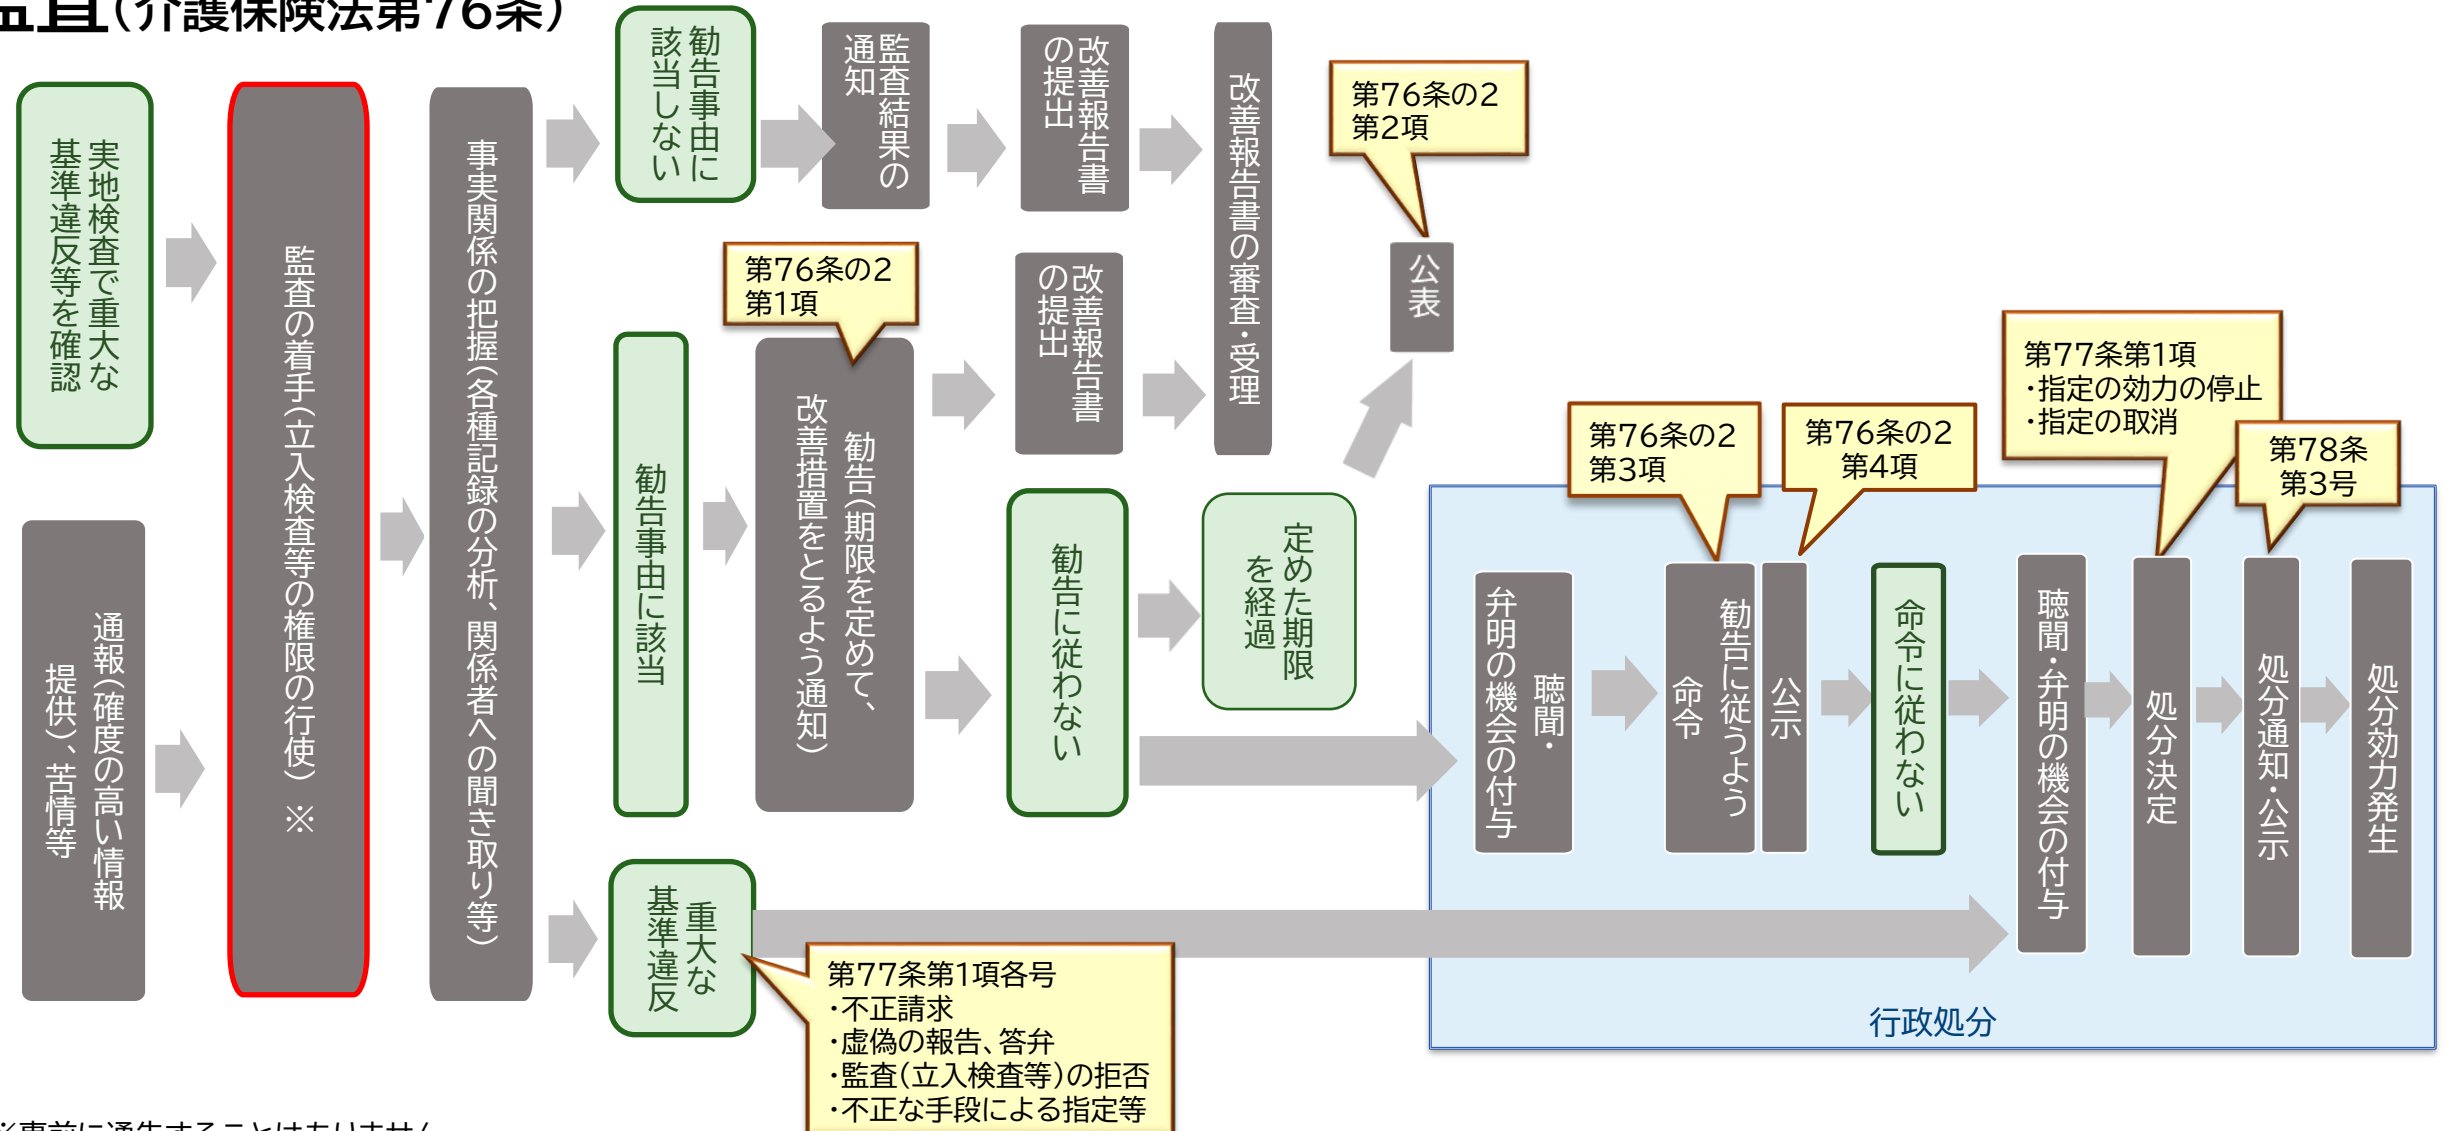 監査(介護保険法第76条)
実地検査で重大な
基準違反等を確認
通報(確度の高い情報
提供)、苦情等
監査の着手(立入検査等の権限の行使) ※
事実関係の把握(各種記録の分析、関係者への聞き取り等)
勧告事由に
該当しない
監査結果の
通知
改善報告書
の提出
改善報告書の審査・受理
勧告事由に該当
第76条の2
第1項
勧告(期限を定めて、
改善措置をとるよう通知)
改善報告書
の提出
勧告に従わない
定めた期限
を経過
第76条の2
第2項
公表
重大な
基準違反
第77条第1項各号
・不正請求
・虚偽の報告、答弁
・監査(立入検査等)の拒否
・不正な手段による指定等
聴聞・
弁明の機会の付与
第76条の2
第3項
勧告に従うよう
命令
第76条の2
第4項
公示
命令に従わない
聴聞・弁明の機会の付与
第77条第1項
・指定の効力の停止
・指定の取消
処分決定
第78条
第3号
処分通知・公示
処分効力発生
行政処分
※事前に通告することはありません